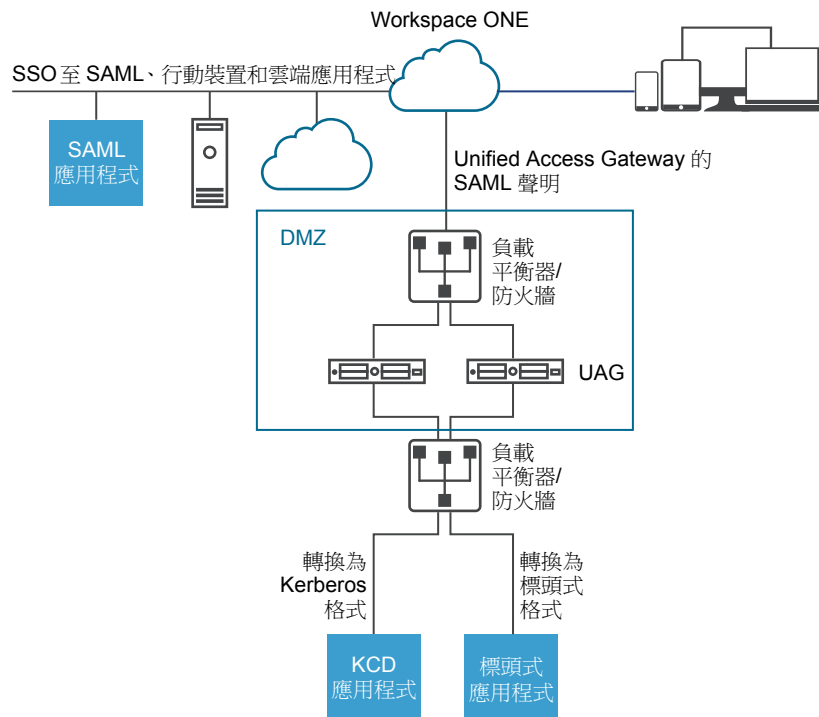 Workspace ONE
SSO 至 SAML、行動裝置和雲端應用程式
SAML
應用程式
Unified Access Gateway 的
SAML 聲明
DMZ
負載
平衡器/
防火牆
UAG
負載
平衡器/
防火牆
轉換為
Kerberos
格式
轉換為
標頭式
格式
KCD
應用程式
標頭式
應用程式